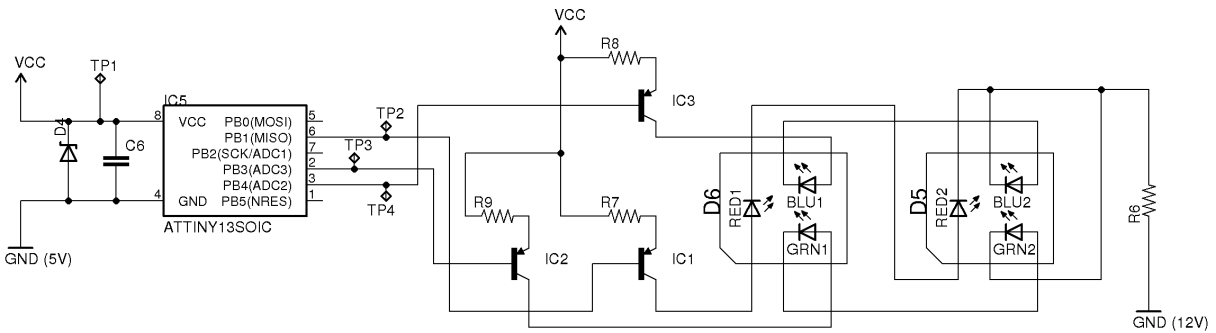 VCC
R8
VCC
TP1
IC5
D4
C6
8
VCC
4
GND
PB0(MOSI)
5
PB1(MISO)
6
PB2(SCK/ADC1)
7
PB3(ADC3)
2
PB4(ADC2)
3
PB5(NRES)
1
ATTINY13SOIC
GND (5V)
TP2
TP3
TP4
IC3
R9
R7
IC2
IC1
D6
RED1
BLU1
GRN1
D5
RED2
BLU2
GRN2
R6
GND (12V)